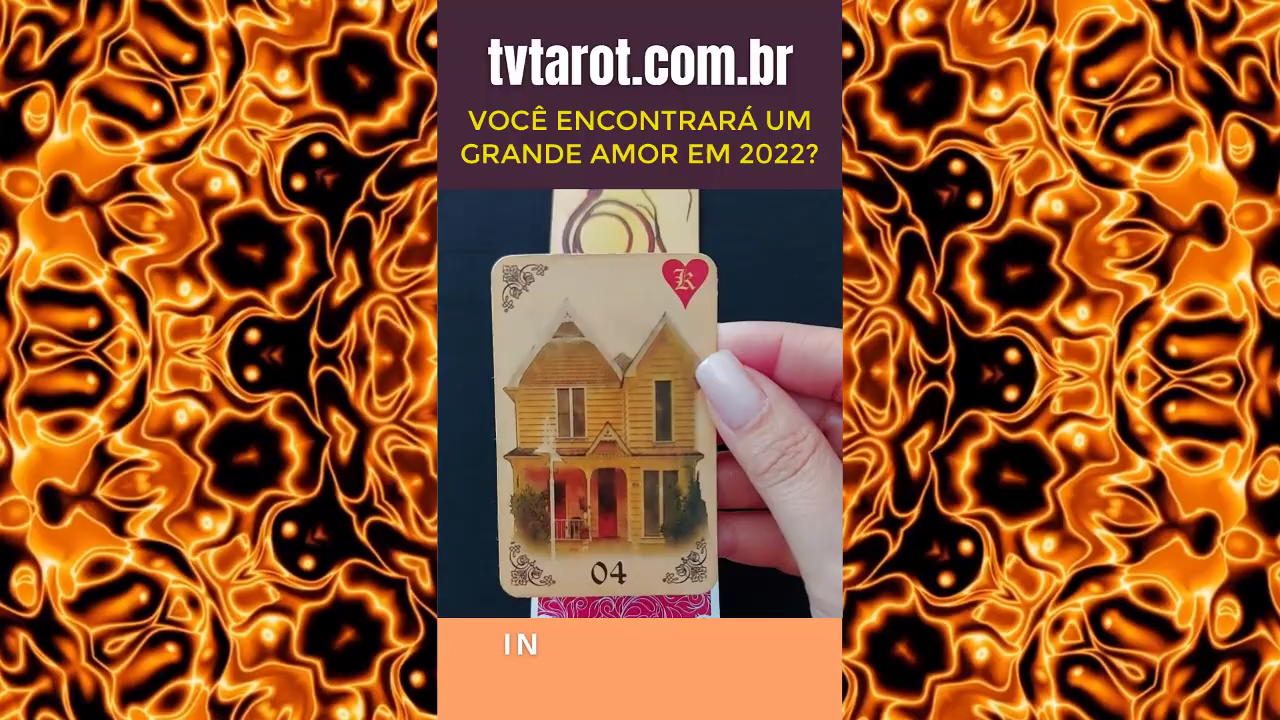 tvtarot.com.br
VOCÊ ENCONTRARÁ UM
GRANDE AMOR EM 2022?
K
04
IN